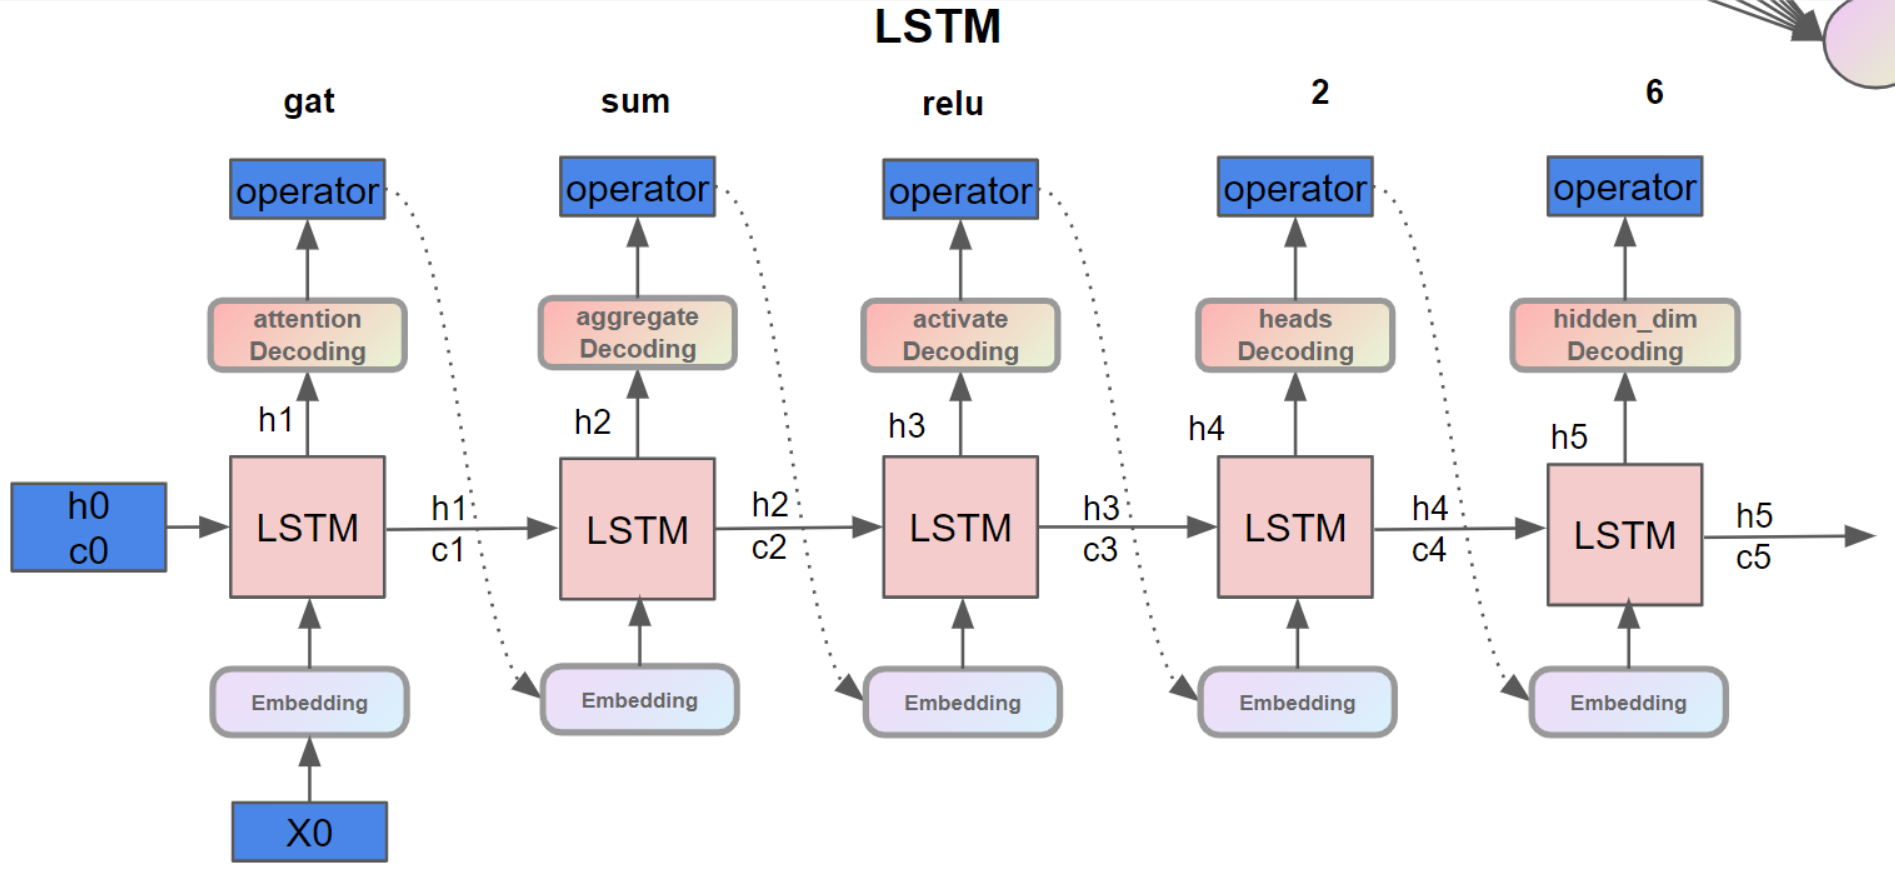 LSTM
gat
sum
relu
2
6
operator
operator
operator
operator
operator
attention
Decoding
aggregate
Decoding
activate
Decoding
heads
Decoding
hidden_dim
Decoding
h1
h2
h3
h4
h5
h0
c0
LSTM
h1
c1
LSTM
h2
c2
LSTM
h3
c3
LSTM
h4
c4
LSTM
h5
c5
Embedding
Embedding
Embedding
Embedding
Embedding
X0